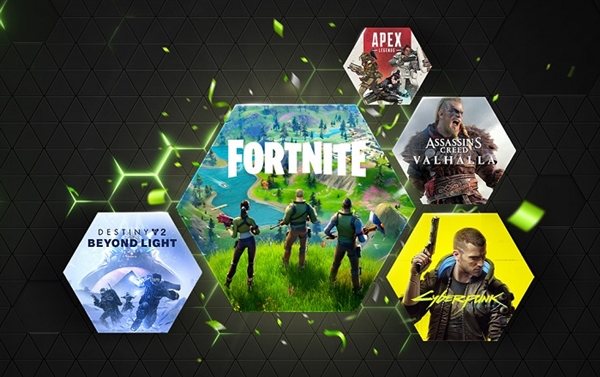 APEX
LEGENDS
ASSASSIN'S
CREED
VALHALLA
FORTNITE
DESTINY 2
BEYOND LIGHT
CYBERPUNK